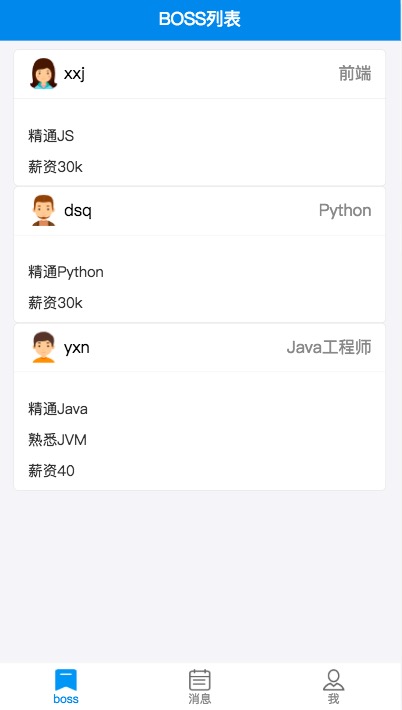 BOSS列表
xxj 前端
精通JS
薪资30k
dsq Python
精通Python
薪资30k
yxn Java工程师
精通Java
熟悉JVM
薪资40
boss 消息 我